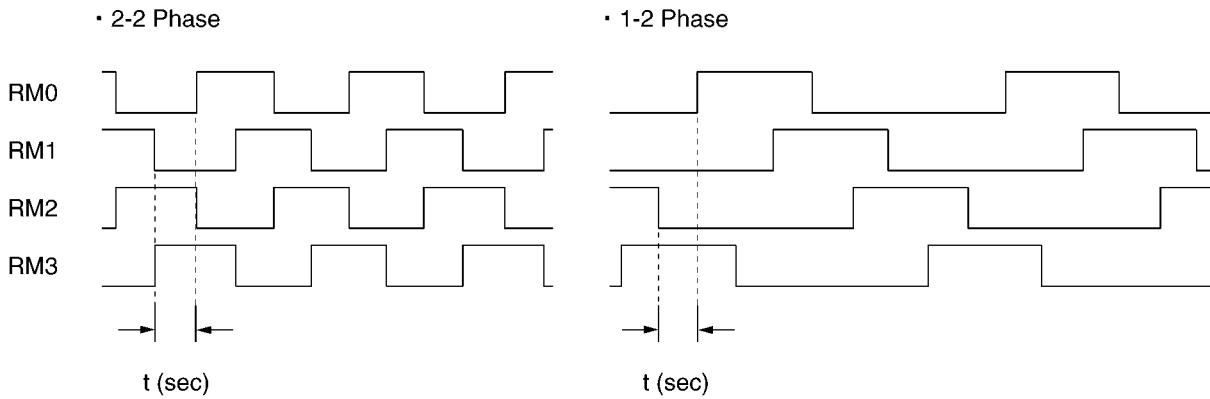 · 2-2 Phase
· 1-2 Phase
RM0
RM1
RM2
RM3
t (sec)
t (sec)